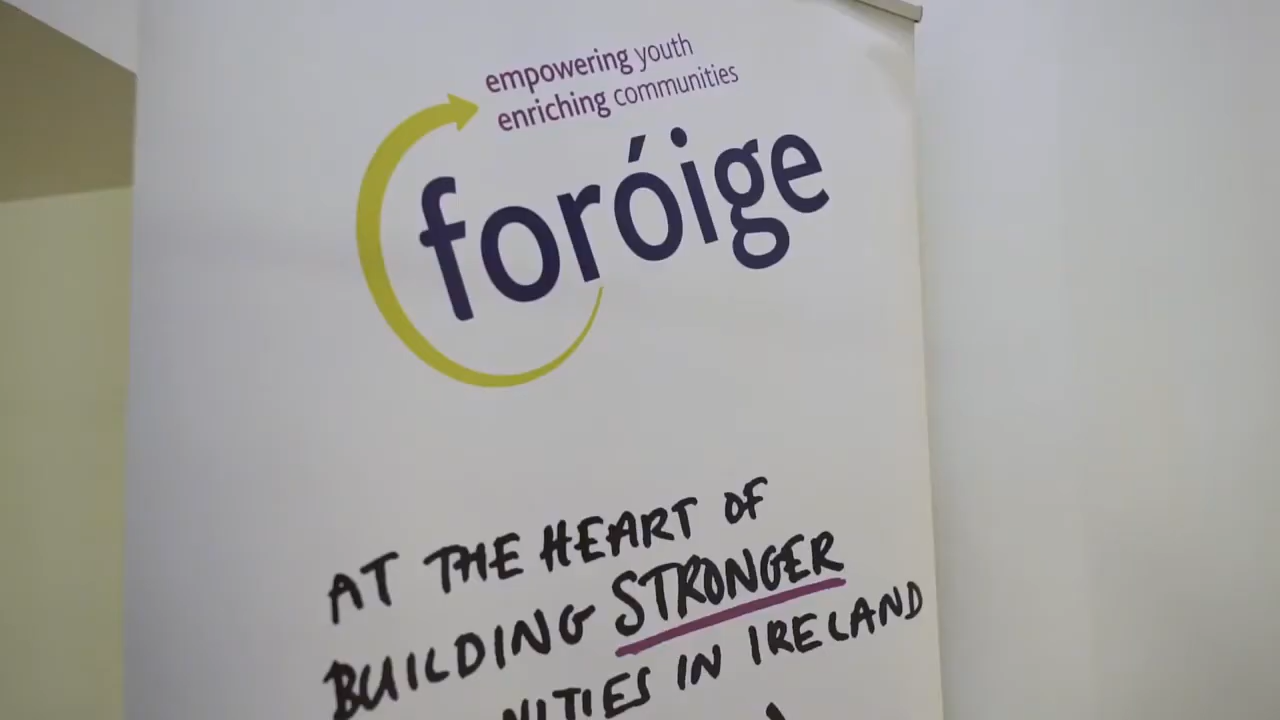 empowering youth
enriching communities
foróige
AT THE HEART OF
BUILDING STRONGER
IN IRELAND